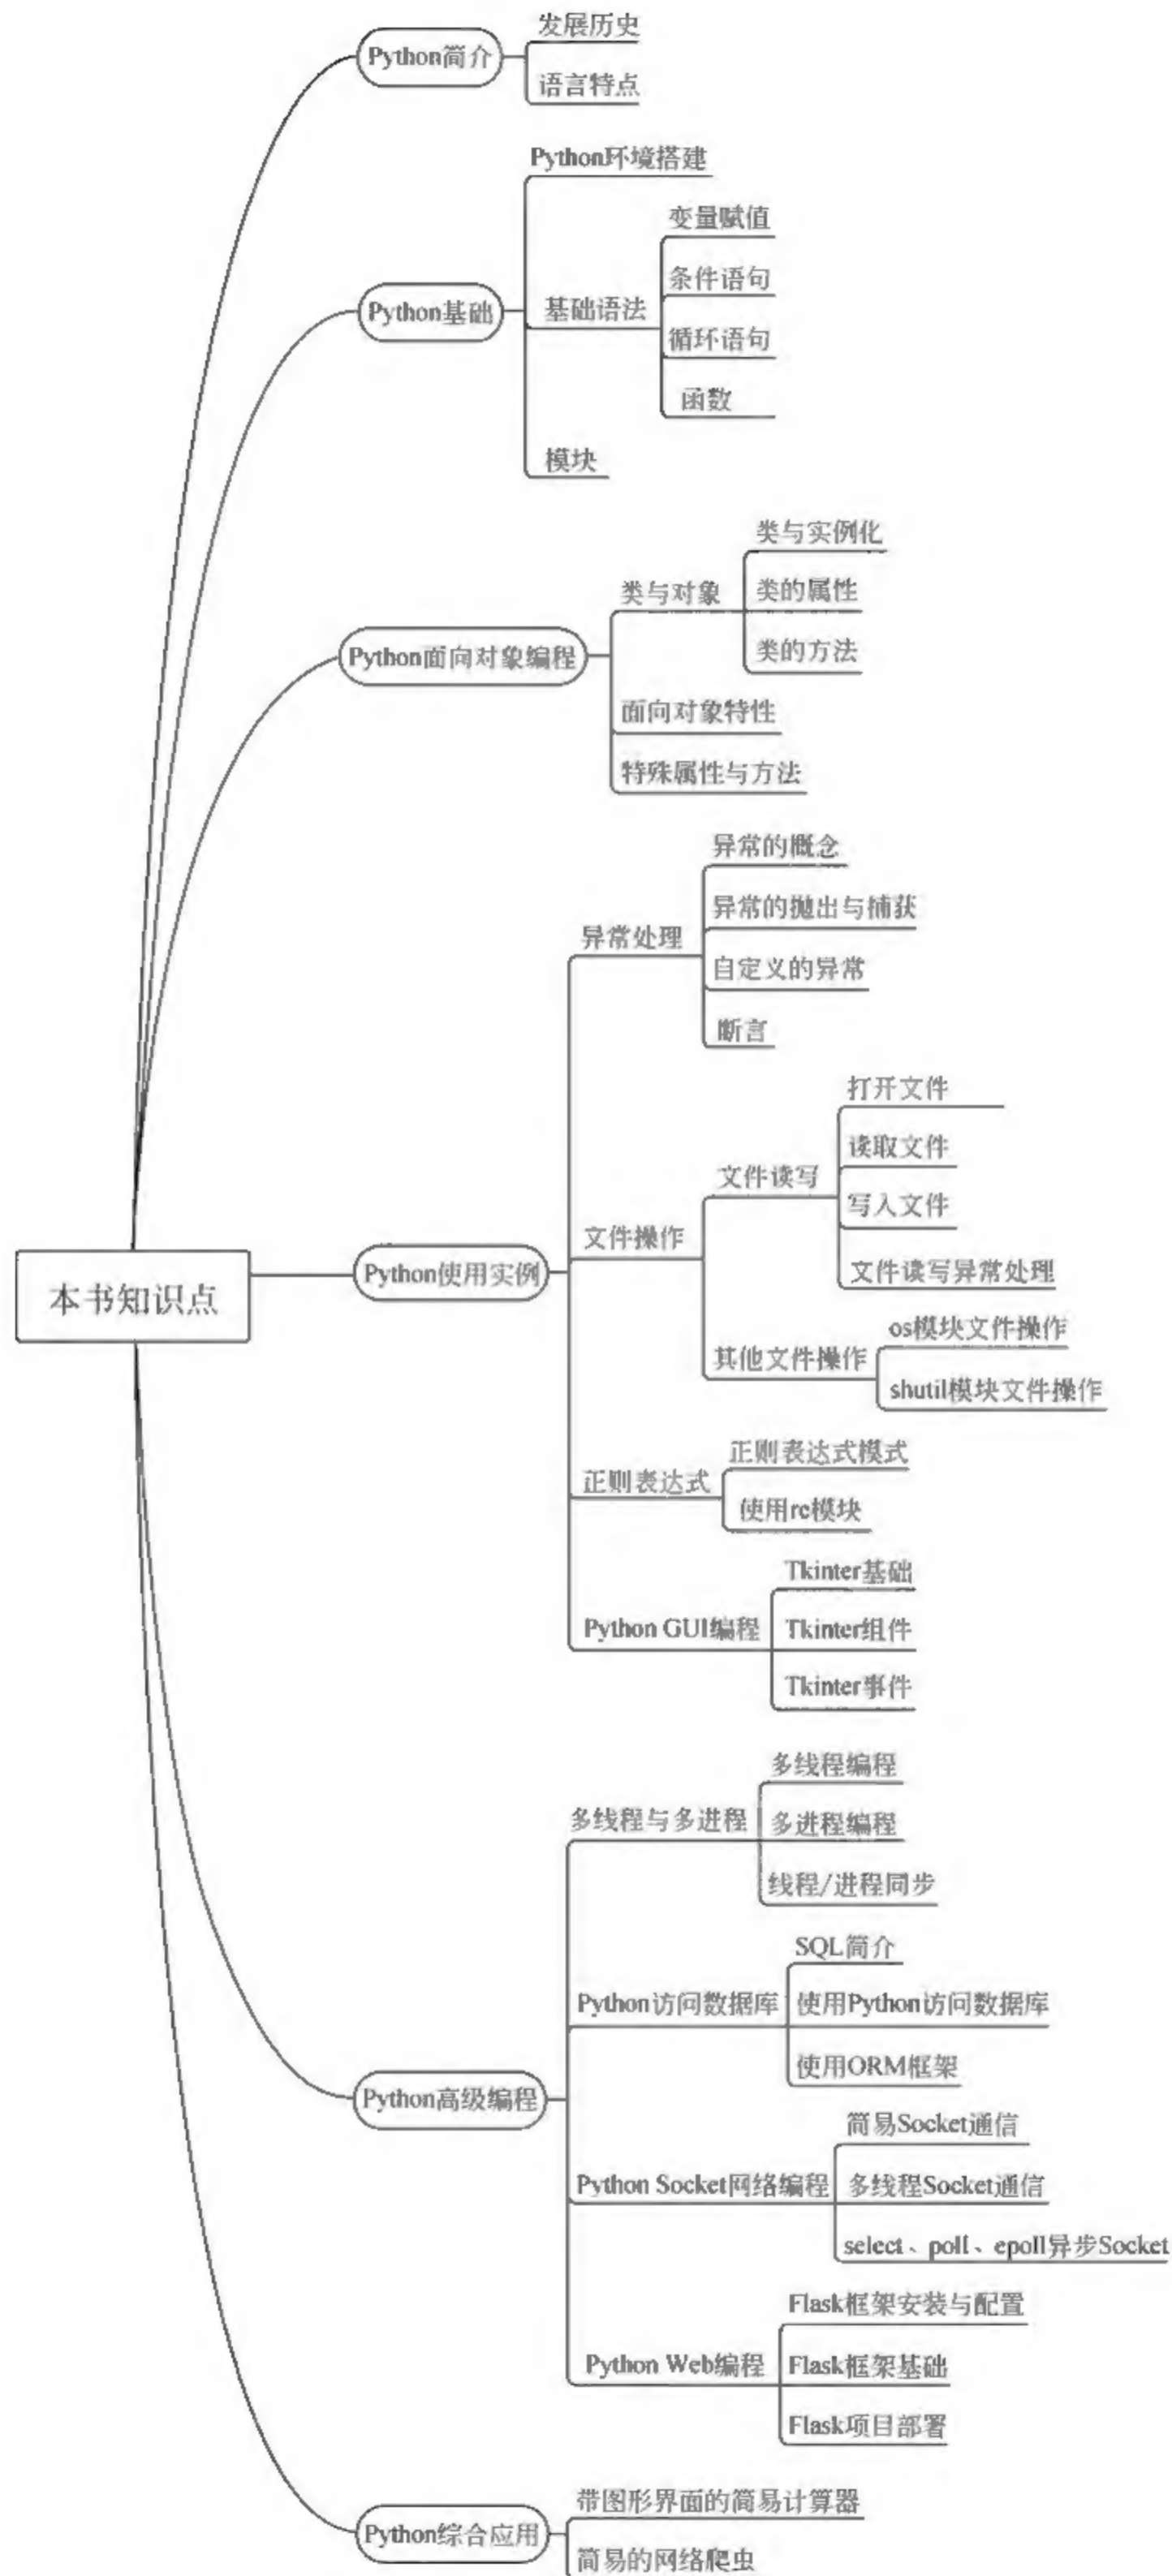 发展历史
Python简介
语言特点
Python环境搭建
变量赋值
条件语句
基础语法
Python基础
循环语句
函数
模块
类与实例化
类与对象
类的属性
类的方法
Python面向对象编程
面向对象特性
特殊属性与方法
异常的概念
异常的抛出与捕获
异常处理
自定义的异常
断言
打开文件
读取文件
文件读写
写入文件
文件操作
文件读写异常处理
Python使用实例
本书知识点
os模块文件操作
其他文件操作
shutil模块文件操作
正则表达式模式
正则表达式
使用re模块
Tkinter基础
Python GUI编程
Tkinter组件
Tkinter事件
多线程编程
多线程与多进程
多进程编程
线程/进程同步
SQL简介
Python访问数据库
使用Python访问数据库
使用ORM框架
Python高级编程
简易Socket通信
Python Socket网络编程
多线程Socket通信
select、poll、epoll异步Socket
Flask框架安装与配置
Python Web编程
Flask框架基础
Flask项目部署
带图形界面的简易计算器
Python综合应用
简易的网络爬虫